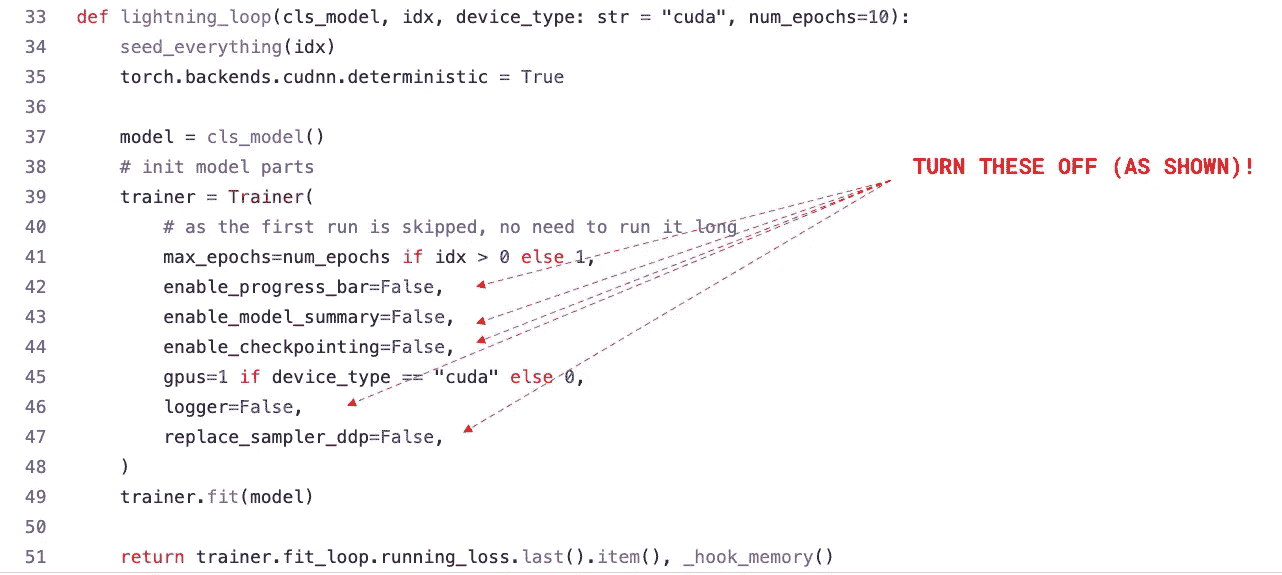 33 def lightning_loop(cls_model, idx, device_type: str = "cuda", num_epochs=10):
34 seed_everything(idx)
35 torch.backends.cudnn.deterministic = True
36
37 model = cls_model()
38 # init model parts
TURN THESE OFF (AS SHOWN)!
39 trainer = Trainer(
40 # as the first run is skipped, no need to run it long
41 max_epochs=num_epochs if idx > 0 else 1,
42 enable_progress_bar=False,
43 enable_model_summary=False,
44 enable_checkpointing=False,
45 gpus=1 if device_type == "cuda" else 0,
46 logger=False,
47 replace_sampler_ddp=False,
48 )
49 trainer.fit(model)
50
51 return trainer.fit_loop.running_loss.last().item(), _hook_memory()